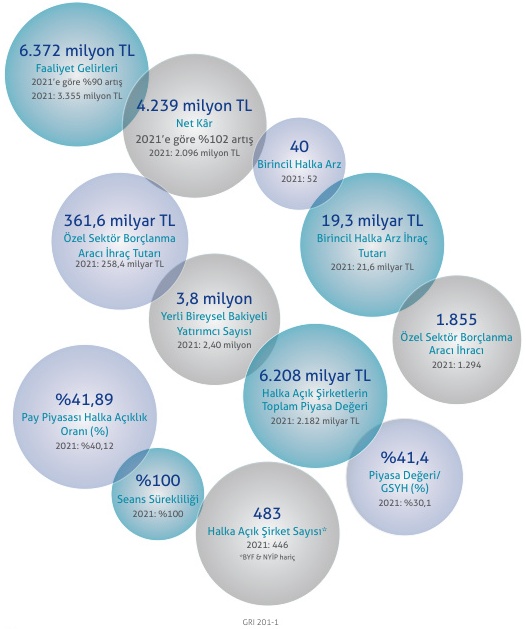 6.372 milyon TL
Faaliyet Gelirleri
2021'e göre %90 artış
2021: 3.355 milyon TL
4.239 milyon TL
Net Kâr
2021'e göre %102 artış
2021: 2.096 milyon TL
40
Birincil Halka Arz
2021: 52
361,6 milyar TL
Özel Sektör Borçlanma
Aracı İhraç Tutarı
2021: 258,4 milyar TL
19,3 milyar TL
Birincil Halka Arz İhraç
Tutarı
2021: 21,6 milyar TL
3,8 milyon
Yerli Bireysel Bakiyeli
Yatırımcı Sayısı
2021: 2,40 milyon
1.855
Özel Sektör Borçlanma
Aracı İhracı
2021: 1.294
6.208 milyar TL
Halka Açık Şirketlerin
Toplam Piyasa Değeri
2021: 2.182 milyar TL
%41,89
Pay Piyasası Halka Açıklık
Oranı (%)
2021: %40,12
%41,4
Piyasa Değeri/
GSYH (%)
2021: %30,1
%100
Seans Sürekliliği
2021: %100
483
Halka Açık Şirket Sayısı*
2021: 446
*BYF & NYİP hariç
GRI 201-1